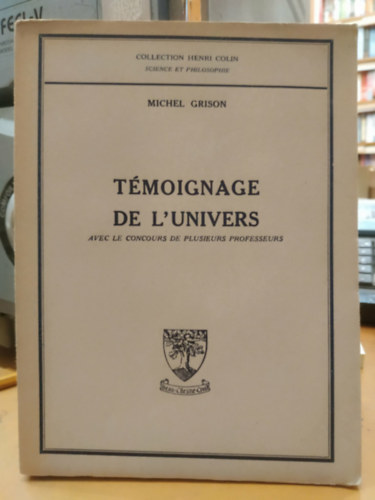 COLLECTION HENRI COLIN
SCIENCE ET PHILOSOPHIE
MICHEL GRISON
TÉMOIGNAGE
DE L'UNIVERS
AVEC LE CONCOURS DE PLUSIEURS PROFESSEURS